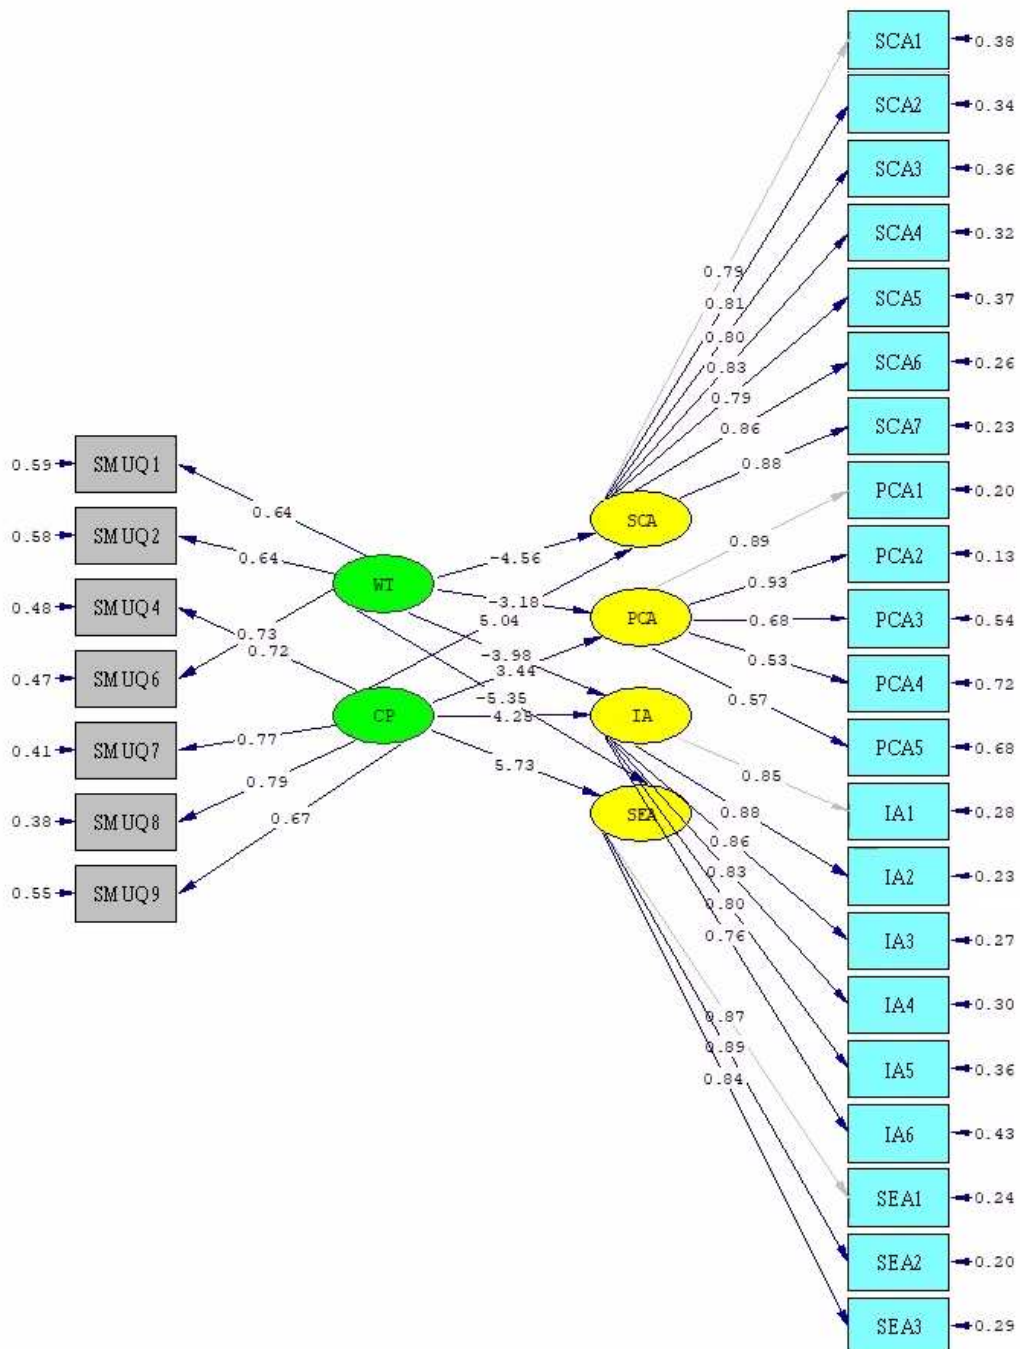 SCA1 0.38
SCA2 0.34
SCA3 0.36
SCA4 0.32
0.79
SCA5 0.37
0.81
0.80
SCA6 0.26
0.83
0.79
SCA7 0.23
0.86
0.59 SMUQ1
0.88
PCA1 0.20
0.64
SCA
0.58 SMUQ2
0.89
PCA2 0.13
0.64
-4.56
WT
0.93
0.48 SMUQ4
-3.18
PCA
0.68
PCA3 0.54
5.04
0.73
0.72
-3.98
0.53
3.44
0.47 SMUQ6
PCA4 0.72
-5.35
0.57
CP
4.28
IA
0.41 SMUQ7
0.77
PCA5 0.68
5.73
0.85
0.79
0.38 SMUQ8
0.67
SEA
0.88
IA1 0.28
0.86
0.83
0.55 SMUQ9
IA2 0.23
0.80
0.76
IA3 0.27
IA4 0.30
0.87
0.89
IA5 0.36
0.84
IA6 0.43
SEA1 0.24
SEA2 0.20
SEA3 0.29